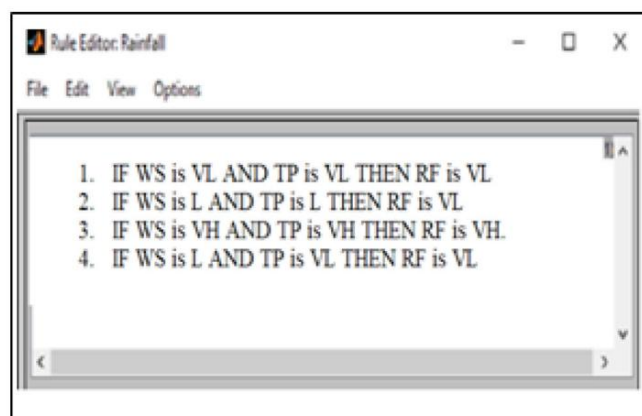 Rule Editor: Rainfall
File Edit View Options
1. IF WS is VL AND TP is VL THEN RF is VL
2. IF WS is L AND TP is L THEN RF is VL
3. IF WS is VH AND TP is VH THEN RF is VH.
4. IF WS is L AND TP is VL THEN RF is VL